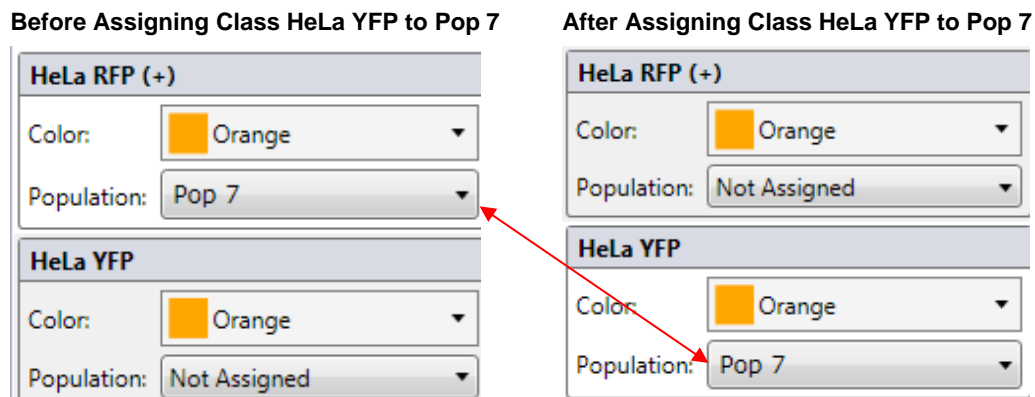 Before Assigning Class HeLa YFP to Pop 7
HeLa RFP (+)
Color: Orange
Population: Pop 7
HeLa YFP
Color: Orange
Population: Not Assigned
After Assigning Class HeLa YFP to Pop 7
HeLa RFP (+)
Color: Orange
Population: Not Assigned
HeLa YFP
Color: Orange
Population: Pop 7